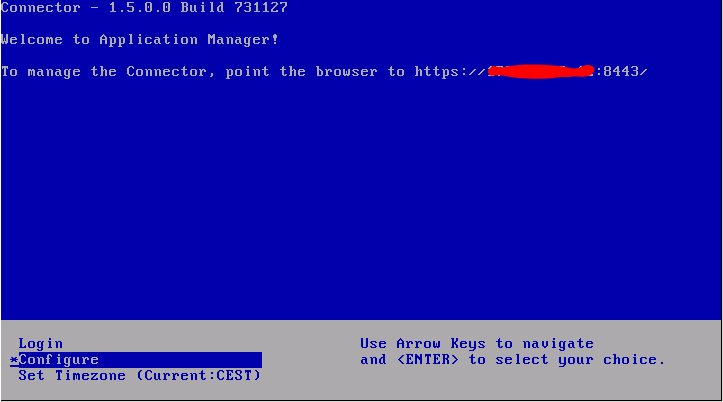 Connector - 1.5.0.0 Build 731127
Welcome to Application Manager!
To manage the Connector, point the browser to https:// :8443/
Login
*Configure
Set Timezone (Current:CEST)
Use Arrow Keys to navigate
and <ENTER> to select your choice.